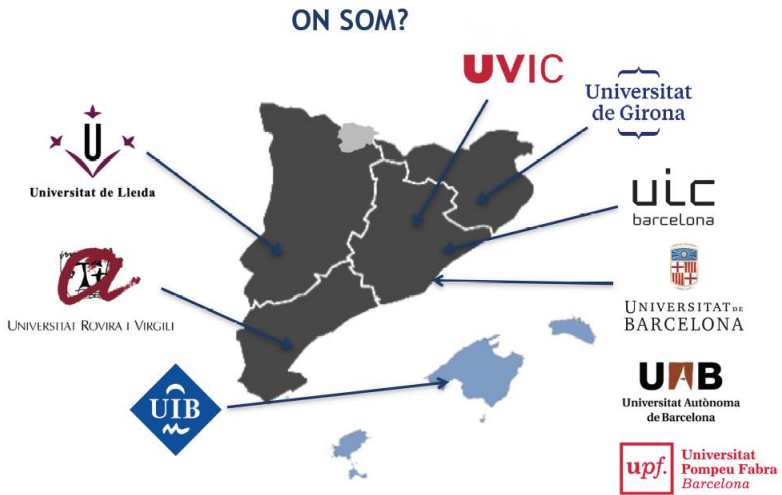 ON SOM?
UVIC
Universitat
de Girona
U
Universitat de Lleida
uic
barcelona
UNIVERSITAT ROVIRA I VIRGILI
UNIVERSITAT DE
BARCELONA
UIB
UAB
Universitat Autònoma
de Barcelona
upf.
Universitat
Pompeu Fabra
Barcelona